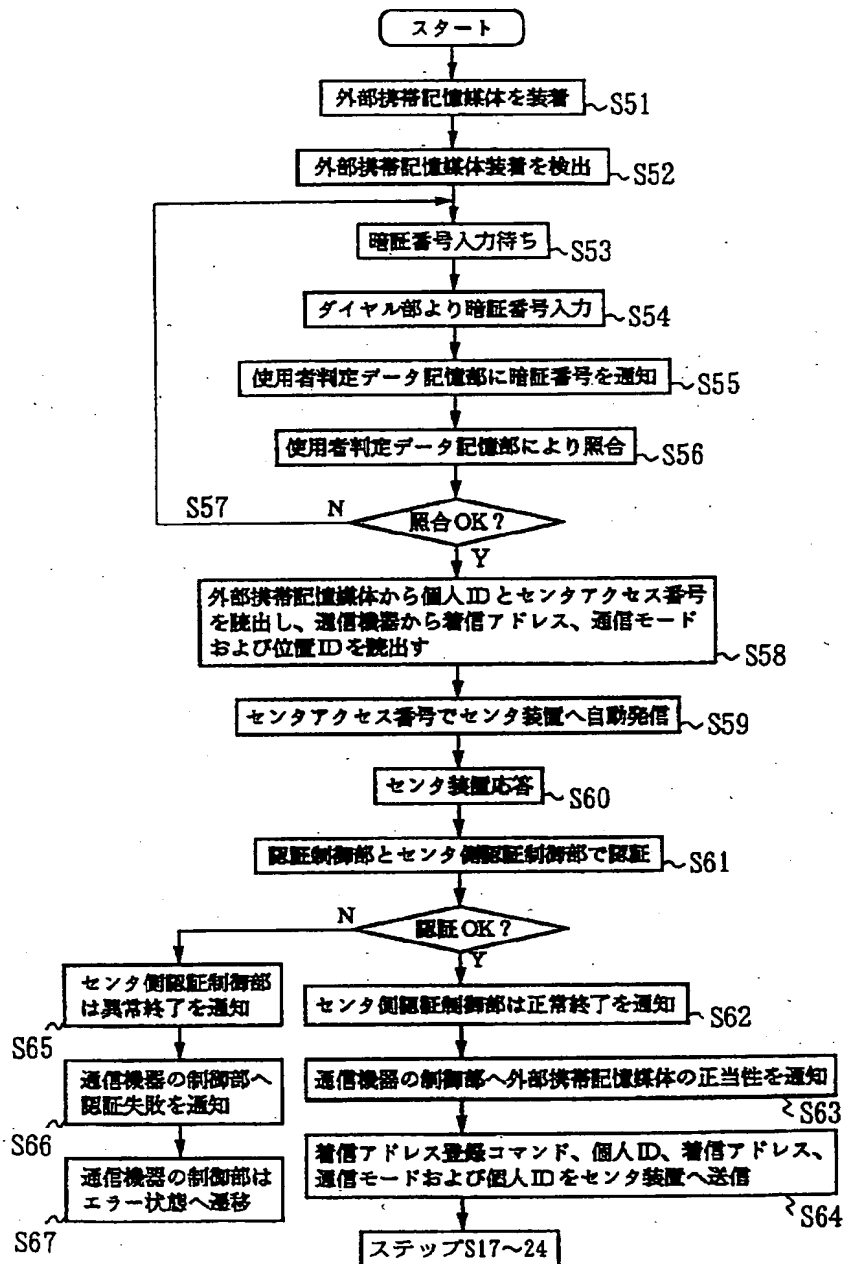 スタート
外部携帯記憶媒体を装着
S51
外部携帯記憶媒体装着を検出
S52
暗証番号入力待ち
S53
ダイヤル部より暗証番号入力
S54
使用者判定データ記憶部に暗証番号を通知
S55
使用者判定データ記憶部により照合
S56
S57
N
照合OK?
Y
外部携帯記憶媒体から個人IDとセンタアクセス番号
を読出し、通信機器から着信アドレス、通信モード
および位置IDを読出す
S58
センタアクセス番号でセンタ装置へ自動発信
S59
センタ装置応答
S60
認証制御部とセンタ側認証制御部で認証
S61
N
認証OK?
Y
センタ側認証制御部
は異常終了を通知
S65
センタ側認証制御部は正常終了を通知
S62
通信機器の制御部へ
認証失敗を通知
S66
通信機器の制御部へ外部携帯記憶媒体の正当性を通知
S63
通信機器の制御部は
エラー状態へ遷移
S67
着信アドレス登録コマンド、個人ID、着信アドレス、
通信モードおよび個人IDをセンタ装置へ送信
S64
ステップS17~24